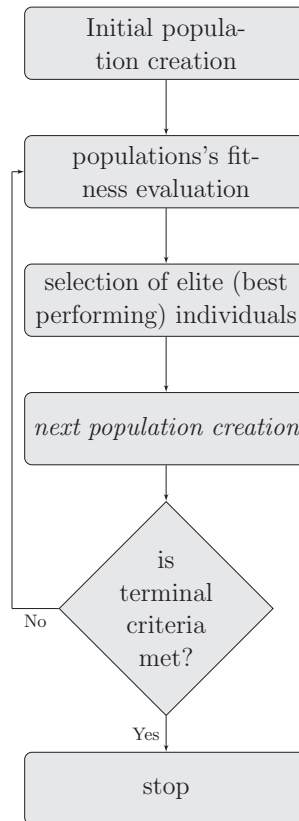 Initial popula-
tion creation
populations's fit-
ness evaluation
selection of elite (best
performing) individuals
next population creation
is
terminal
criteria
met?
No
Yes
stop